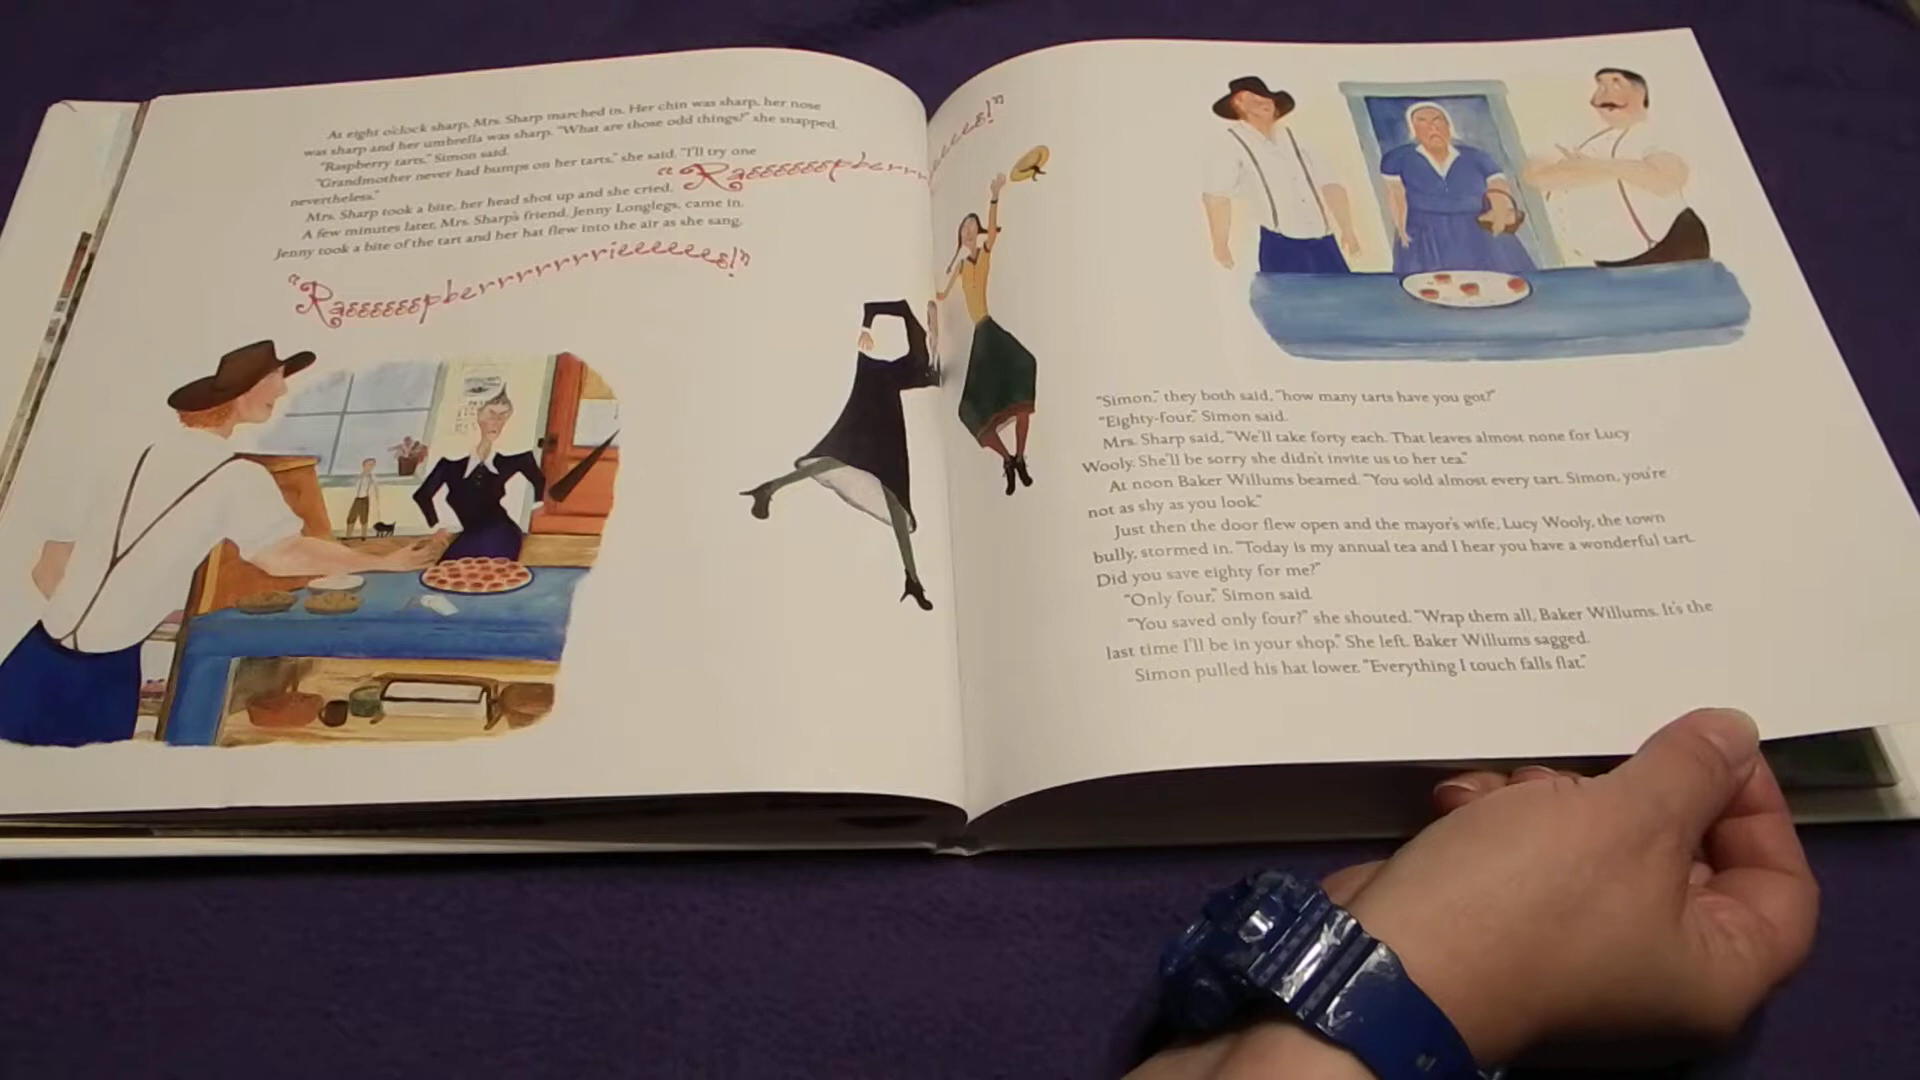 At eight o'clock sharp, Mrs. Sharp marched in. Her chin was sharp, her nose
was sharp and her umbrella was sharp. "What are those odd things?" she snapped.
"Raspberry tarts," Simon said.
"Grandmother never had bumps on her tarts," she said. "I'll try one
nevertheless."
Mrs. Sharp took a bite, her head shot up and she cried, "Rassssssspberrr
eeeees!"
A few minutes later, Mrs. Sharp's friend, Jenny Longlegs, came in.
Jenny took a bite of the tart and her hat flew into the air as she sang,
"Rassssssspberrrrrrrrrieeeeeees!"
"Simon," they both said, "how many tarts have you got?"
"Eighty-four," Simon said.
Mrs. Sharp said, "We'll take forty each. That leaves almost none for Lucy
Wooly. She'll be sorry she didn't invite us to her tea."
At noon Baker Willums beamed. "You sold almost every tart. Simon, you're
not as shy as you look."
Just then the door flew open and the mayor's wife, Lucy Wooly, the town
bully, stormed in. "Today is my annual tea and I hear you have a wonderful tart.
Did you save eighty for me?"
"Only four," Simon said.
"You saved only four?" she shouted. "Wrap them all, Baker Willums. It's the
last time I'll be in your shop." She left. Baker Willums sagged.
Simon pulled his hat lower. "Everything I touch falls flat."